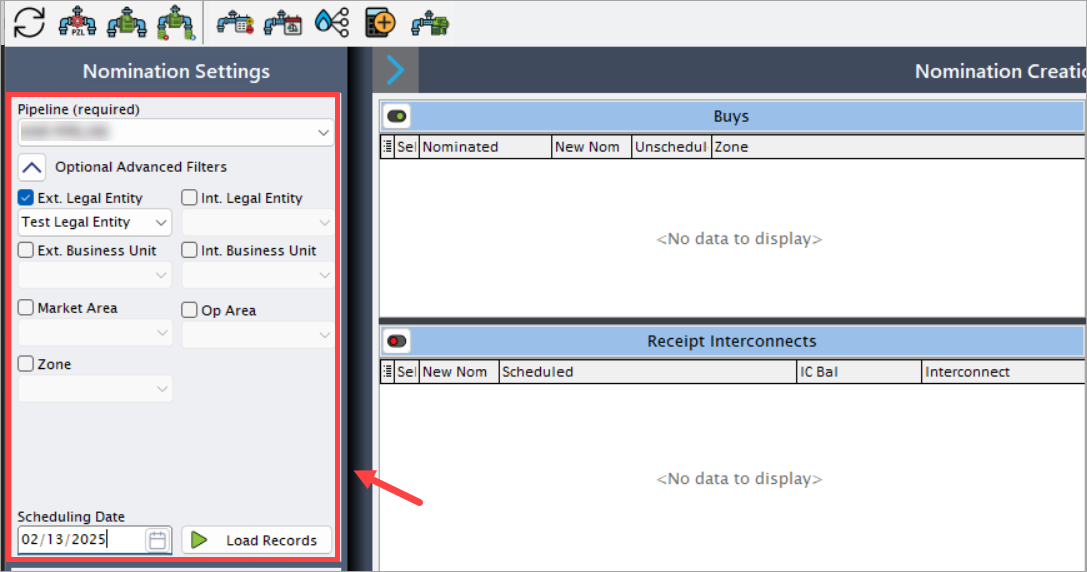 PZL
Nomination Settings
Nomination Creatio
Pipeline (required)
Optional Advanced Filters
Ext. Legal Entity
Int. Legal Entity
Test Legal Entity
Ext. Business Unit
Int. Business Unit
Market Area
Op Area
Zone
Scheduling Date
02/13/2025
Load Records
Buys
Sel Nominated New Nom Unschedul Zone
<No data to display>
Receipt Interconnects
Sel New Nom Scheduled IC Bal Interconnect
<No data to display>